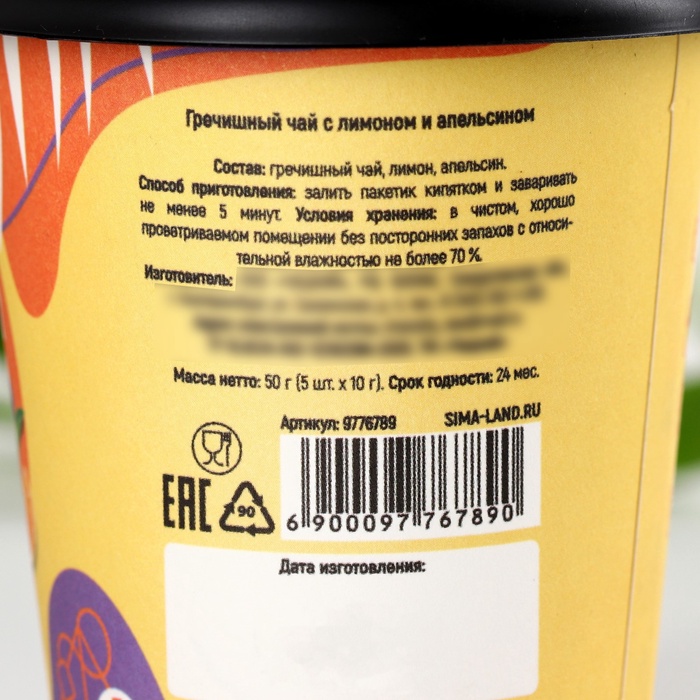 Гречишный чай с лимоном и апельсином
Состав: гречишный чай, лимон, апельсин.
Способ приготовления: залить пакетик кипятком и заваривать
не менее 5 минут. Условия хранения: в чистом, хорошо
проветриваемом помещении без посторонних запахов с относи-
тельной влажностью не более 70 %.
Изготовитель:
Масса нетто: 50 г (5 шт. х 10 г). Срок годности: 24 мес.
Артикул: 9776789 SIMA-LAND.RU
EAC 90 6 900097 767890
Дата изготовления: